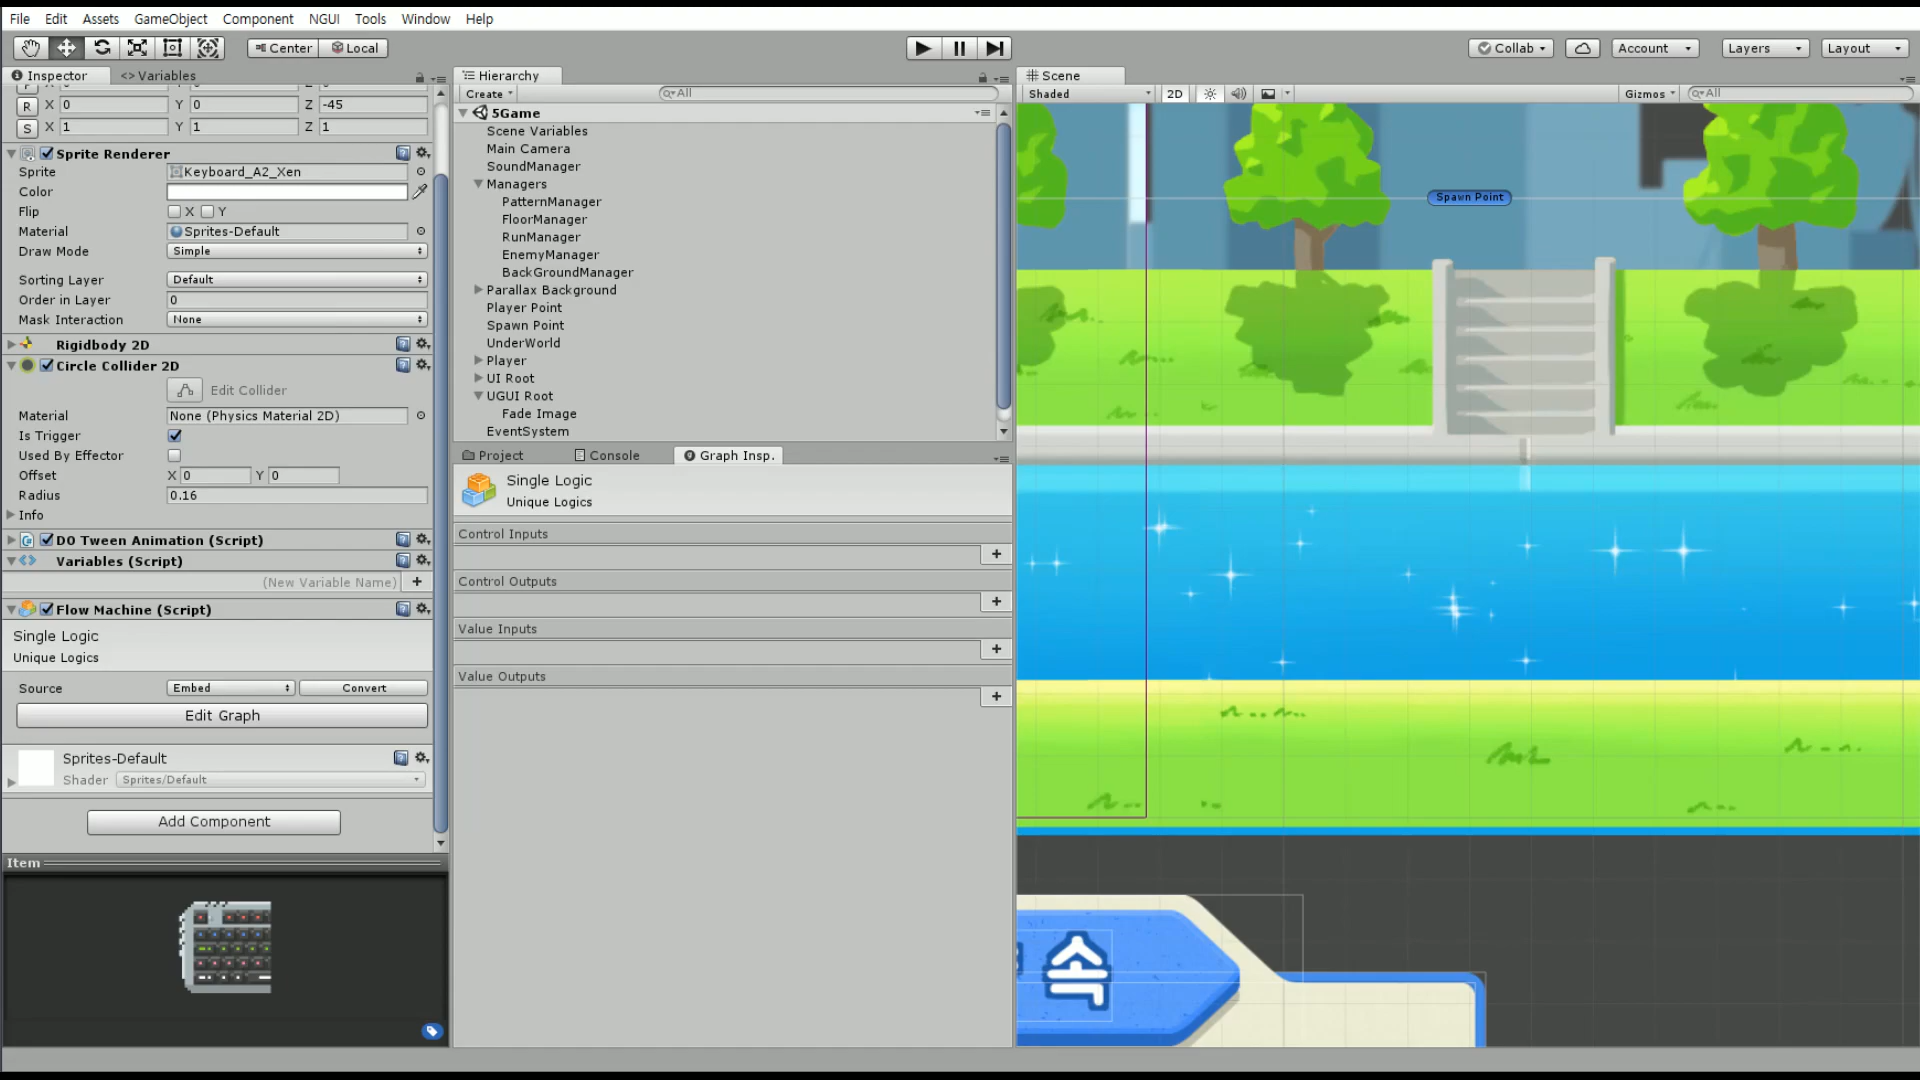 File Edit Assets GameObject Component NGUI Tools Window Help
Center Local Collab Account Layers Layout
Inspector <> Variables
R X 0 Y 0 Z -45
S X 1 Y 1 Z 1
Sprite Renderer
Sprite Keyboard_A2_Xen
Color
Flip X Y
Material Sprites-Default
Draw Mode Simple
Sorting Layer Default
Order in Layer 0
Mask Interaction None
Rigidbody 2D
Circle Collider 2D
Edit Collider
Material None (Physics Material 2D)
Is Trigger
Used By Effector
Offset X 0 Y 0
Radius 0.16
Info
DO Tween Animation (Script)
Variables (Script)
(New Variable Name) +
Flow Machine (Script)
Single Logic
Unique Logics
Source Embed Convert
Edit Graph
Sprites-Default
Shader Sprites/Default
Add Component
Item
Hierarchy
Create All
5Game
Scene Variables
Main Camera
SoundManager
Managers
PatternManager
FloorManager
RunManager
EnemyManager
BackGroundManager
Parallax Background
Player Point
Spawn Point
UnderWorld
Player
UI Root
UGUI Root
Fade Image
EventSystem
Project Console Graph Insp.
Single Logic
Unique Logics
Control Inputs
+
Control Outputs
+
Value Inputs
+
Value Outputs
+
Scene
Shaded 2D Gizmos All
Spawn Point
속